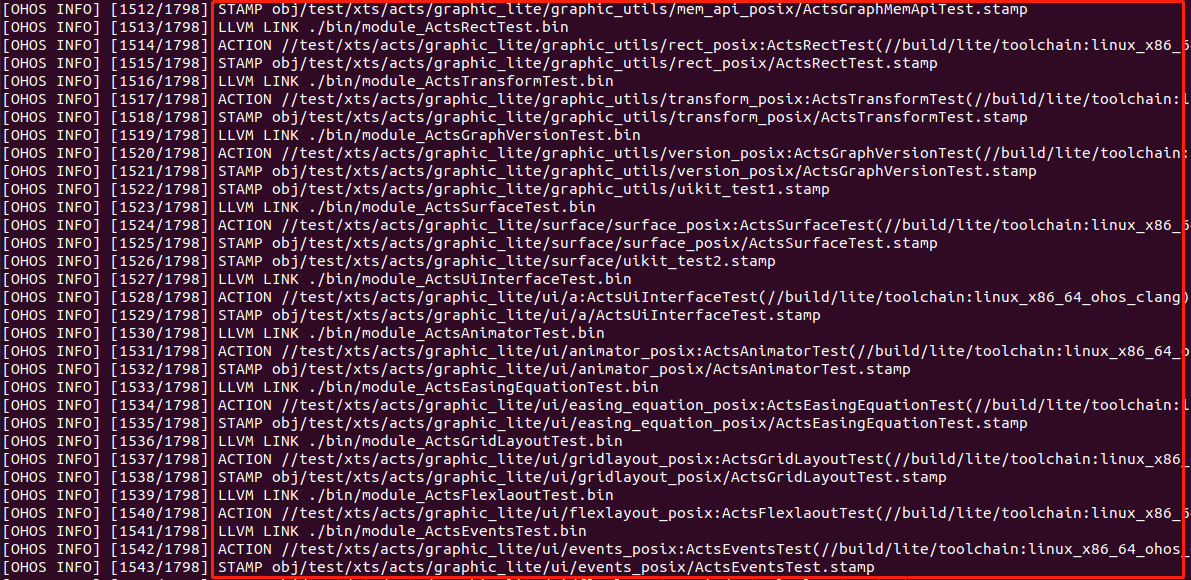 [OHOS INFO] [1512/1798] STAMP obj/test/xts/acts/graphic_lite/graphic_utils/mem_api_posix/ActsGraphMemApiTest.stamp
[OHOS INFO] [1513/1798] LLVM LINK ./bin/module_ActsRectTest.bin
[OHOS INFO] [1514/1798] ACTION //test/xts/acts/graphic_lite/graphic_utils/rect_posix:ActsRectTest(//build/lite/toolchain:linux_x86_6
[OHOS INFO] [1515/1798] STAMP obj/test/xts/acts/graphic_lite/graphic_utils/rect_posix/ActsRectTest.stamp
[OHOS INFO] [1516/1798] LLVM LINK ./bin/module_ActsTransformTest.bin
[OHOS INFO] [1517/1798] ACTION //test/xts/acts/graphic_lite/graphic_utils/transform_posix:ActsTransformTest(//build/lite/toolchain:l
[OHOS INFO] [1518/1798] STAMP obj/test/xts/acts/graphic_lite/graphic_utils/transform_posix/ActsTransformTest.stamp
[OHOS INFO] [1519/1798] LLVM LINK ./bin/module_ActsGraphVersionTest.bin
[OHOS INFO] [1520/1798] ACTION //test/xts/acts/graphic_lite/graphic_utils/version_posix:ActsGraphVersionTest(//build/lite/toolchain:
[OHOS INFO] [1521/1798] STAMP obj/test/xts/acts/graphic_lite/graphic_utils/version_posix/ActsGraphVersionTest.stamp
[OHOS INFO] [1522/1798] STAMP obj/test/xts/acts/graphic_lite/graphic_utils/uikit_test1.stamp
[OHOS INFO] [1523/1798] LLVM LINK ./bin/module_ActsSurfaceTest.bin
[OHOS INFO] [1524/1798] ACTION //test/xts/acts/graphic_lite/surface/surface_posix:ActsSurfaceTest(//build/lite/toolchain:linux_x86_6
[OHOS INFO] [1525/1798] STAMP obj/test/xts/acts/graphic_lite/surface/surface_posix/ActsSurfaceTest.stamp
[OHOS INFO] [1526/1798] STAMP obj/test/xts/acts/graphic_lite/surface/uikit_test2.stamp
[OHOS INFO] [1527/1798] LLVM LINK ./bin/module_ActsUiInterfaceTest.bin
[OHOS INFO] [1528/1798] ACTION //test/xts/acts/graphic_lite/ui/a:ActsUiInterfaceTest(//build/lite/toolchain:linux_x86_64_ohos_clang)
[OHOS INFO] [1529/1798] STAMP obj/test/xts/acts/graphic_lite/ui/a/ActsUiInterfaceTest.stamp
[OHOS INFO] [1530/1798] LLVM LINK ./bin/module_ActsAnimatorTest.bin
[OHOS INFO] [1531/1798] ACTION //test/xts/acts/graphic_lite/ui/animator_posix:ActsAnimatorTest(//build/lite/toolchain:linux_x86_64_o
[OHOS INFO] [1532/1798] STAMP obj/test/xts/acts/graphic_lite/ui/animator_posix/ActsAnimatorTest.stamp
[OHOS INFO] [1533/1798] LLVM LINK ./bin/module_ActsEasingEquationTest.bin
[OHOS INFO] [1534/1798] ACTION //test/xts/acts/graphic_lite/ui/easing_equation_posix:ActsEasingEquationTest(//build/lite/toolchain:l
[OHOS INFO] [1535/1798] STAMP obj/test/xts/acts/graphic_lite/ui/easing_equation_posix/ActsEasingEquationTest.stamp
[OHOS INFO] [1536/1798] LLVM LINK ./bin/module_ActsGridLayoutTest.bin
[OHOS INFO] [1537/1798] ACTION //test/xts/acts/graphic_lite/ui/gridlayout_posix:ActsGridLayoutTest(//build/lite/toolchain:linux_x86_
[OHOS INFO] [1538/1798] STAMP obj/test/xts/acts/graphic_lite/ui/gridlayout_posix/ActsGridLayoutTest.stamp
[OHOS INFO] [1539/1798] LLVM LINK ./bin/module_ActsFlexlaoutTest.bin
[OHOS INFO] [1540/1798] ACTION //test/xts/acts/graphic_lite/ui/flexlayout_posix:ActsFlexlaoutTest(//build/lite/toolchain:linux_x86_6
[OHOS INFO] [1541/1798] LLVM LINK ./bin/module_ActsEventsTest.bin
[OHOS INFO] [1542/1798] ACTION //test/xts/acts/graphic_lite/ui/events_posix:ActsEventsTest(//build/lite/toolchain:linux_x86_64_ohos_
[OHOS INFO] [1543/1798] STAMP obj/test/xts/acts/graphic_lite/ui/events_posix/ActsEventsTest.stamp